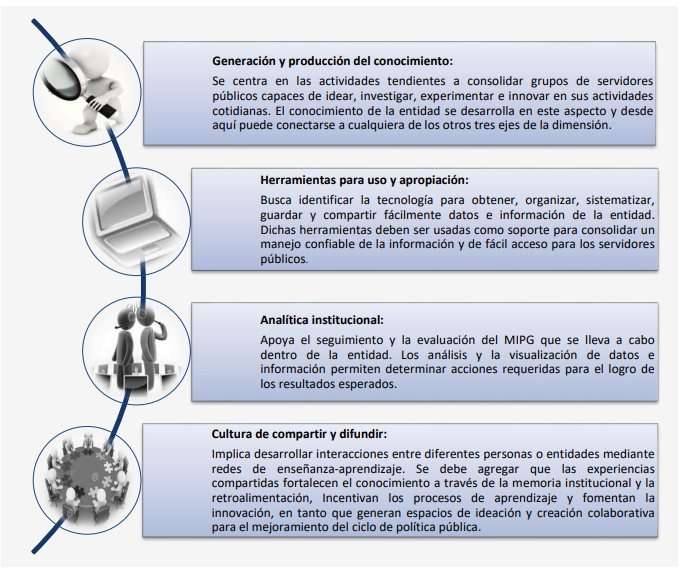 Generación y producción del conocimiento:
Se centra en las actividades tendientes a consolidar grupos de servidores
públicos capaces de idear, investigar, experimentar e innovar en sus actividades
cotidianas. El conocimiento de la entidad se desarrolla en este aspecto y desde
aquí puede conectarse a cualquiera de los otros tres ejes de la dimensión.
Herramientas para uso y apropiación:
Busca identificar la tecnología para obtener, organizar, sistematizar,
guardar y compartir fácilmente datos e información de la entidad.
Dichas herramientas deben ser usadas como soporte para consolidar un
manejo confiable de la información y de fácil acceso para los servidores
públicos.
Analítica institucional:
Apoya el seguimiento y la evaluación del MIPG que se lleva a cabo
dentro de la entidad. Los análisis y la visualización de datos e
información permiten determinar acciones requeridas para el logro de
los resultados esperados.
Cultura de compartir y difundir:
Implica desarrollar interacciones entre diferentes personas o entidades mediante
redes de enseñanza-aprendizaje. Se debe agregar que las experiencias
compartidas fortalecen el conocimiento a través de la memoria institucional y la
retroalimentación, Incentivan los procesos de aprendizaje y fomentan la
innovación, en tanto que generan espacios de ideación y creación colaborativa
para el mejoramiento del ciclo de política pública.